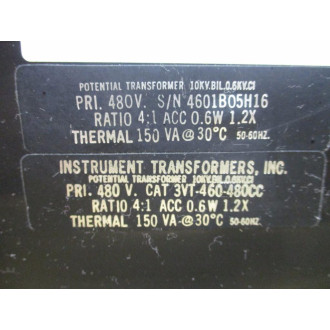 POTENTIAL TRANSFORMER 10KV.BIL.0.6KV.Cl
PRI. 480V. S/N 4601B05H16
RATIO 4:1 ACC 0.6W 1.2X
THERMAL 150 VA@30°C 50-60HZ.
INSTRUMENT TRANSFORMERS, INC.
POTENTIAL TRANSFORMER 10KV.BIL.0.6KV.Cl
PRI. 480 V. CAT 3VT-460-480CC
RATIO 4:1 ACC 0.6W 1.2X
THERMAL 150 VA-@30°C 50-60HZ.